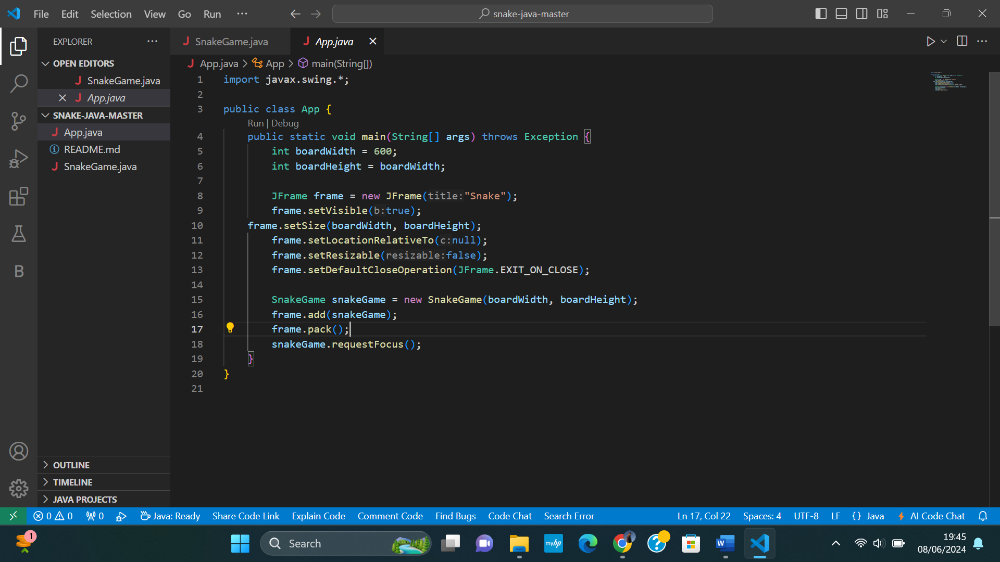 File Edit Selection View Go Run ··· snake-java-master
EXPLORER ···
OPEN EDITORS
J SnakeGame.java
J App.java
SNAKE-JAVA-MASTER
J App.java
README.md
J SnakeGame.java
OUTLINE
TIMELINE
JAVA PROJECTS
B
J SnakeGame.java J App.java
J App.java > App > main(String[])
1 import javax.swing.*;
2
3 public class App {
Run | Debug
4 public static void main(String[] args) throws Exception {
5 int boardWidth = 600;
6 int boardHeight = boardWidth;
7
8 JFrame frame = new JFrame(title:"Snake");
9 frame.setVisible(b:true);
10 frame.setSize(boardWidth, boardHeight);
11 frame.setLocationRelativeTo(c:null);
12 frame.setResizable(resizable:false);
13 frame.setDefaultCloseOperation(JFrame.EXIT_ON_CLOSE);
14
15 SnakeGame snakeGame = new SnakeGame(boardWidth, boardHeight);
16 frame.add(snakeGame);
17 frame.pack();
18 snakeGame.requestFocus();
19 }
20 }
21
0 0 0 Java: Ready Share Code Link Explain Code Comment Code Find Bugs Code Chat Search Error Ln 17, Col 22 Spaces: 4 UTF-8 LF {} Java AI Code Chat
1 Search myhp ? W 19:45
08/06/2024